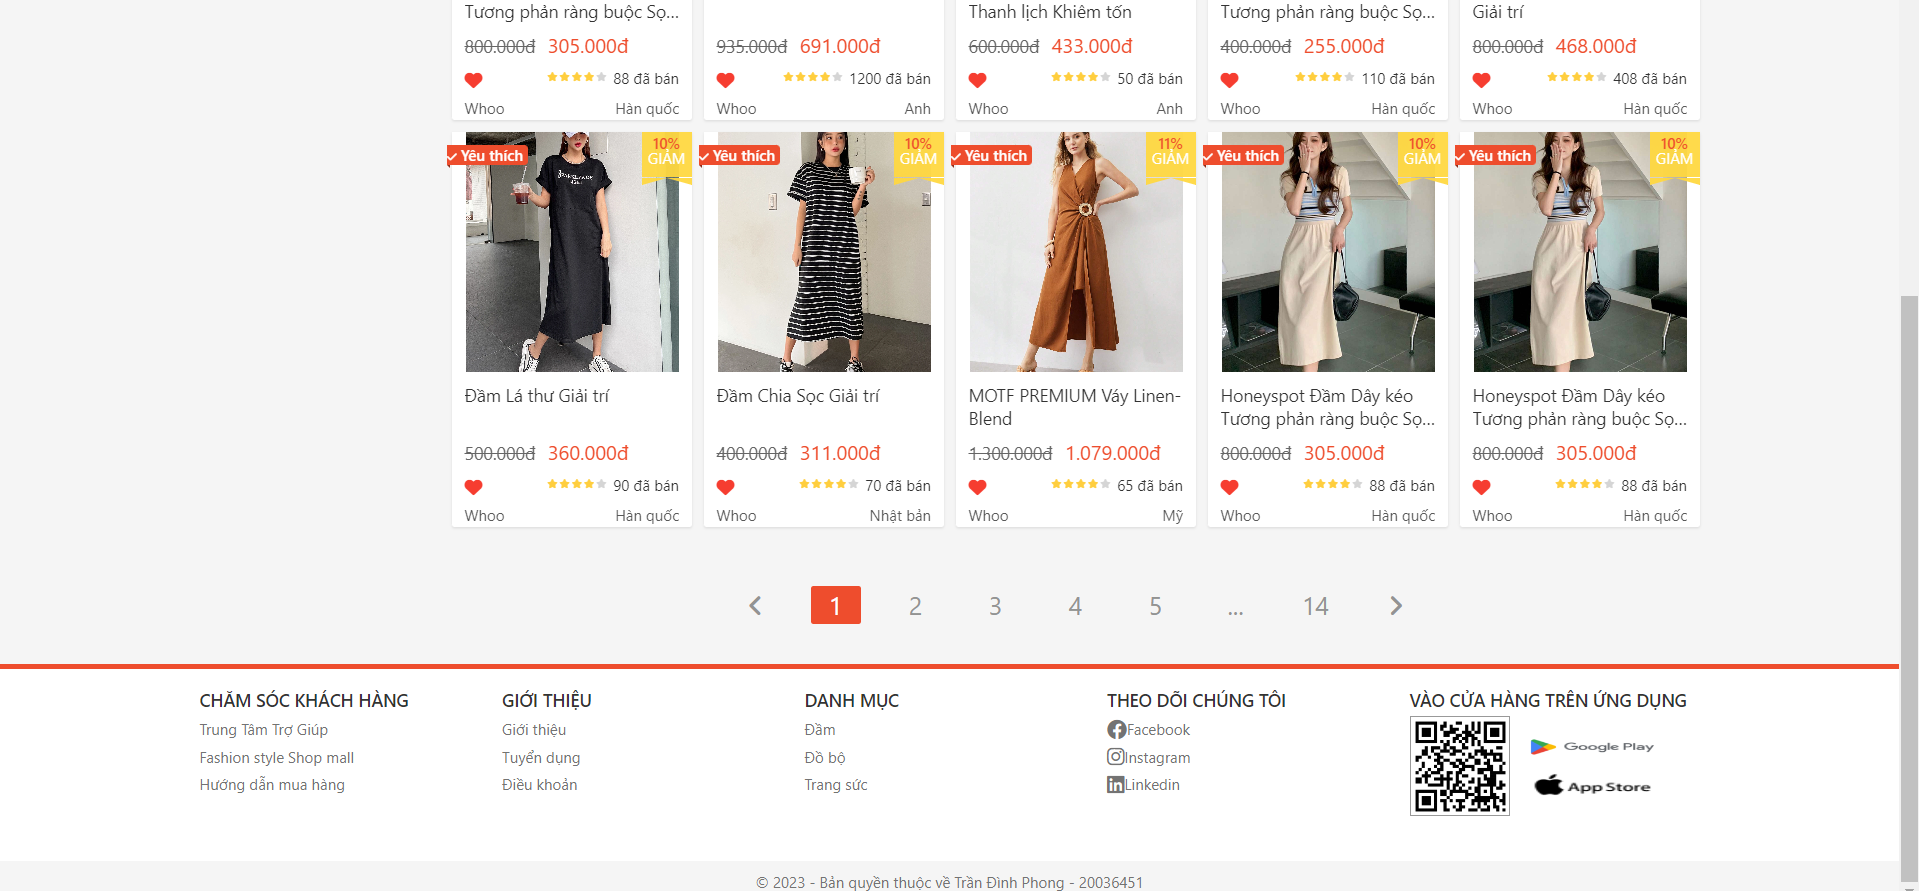 Tương phản ràng buộc Sọ...
Thanh lịch Khiêm tốn
Tương phản ràng buộc Sọ...
Giải trí
800.000đ 305.000đ
935.000đ 691.000đ
600.000đ 433.000đ
400.000đ 255.000đ
800.000đ 468.000đ
88 đã bán
1200 đã bán
50 đã bán
110 đã bán
408 đã bán
Whoo Hàn quốc
Whoo Anh
Whoo Anh
Whoo Hàn quốc
Whoo Hàn quốc
Yêu thích
10%
GIẢM
Yêu thích
10%
GIẢM
Yêu thích
11%
GIẢM
Yêu thích
10%
GIẢM
Yêu thích
10%
GIẢM
Đầm Lá thư Giải trí
Đầm Chia Sọc Giải trí
MOTF PREMIUM Váy Linen-
Blend
Honeyspot Đầm Dây kéo
Tương phản ràng buộc Sọ...
Honeyspot Đầm Dây kéo
Tương phản ràng buộc Sọ...
500.000đ 360.000đ
400.000đ 311.000đ
1.300.000đ 1.079.000đ
800.000đ 305.000đ
800.000đ 305.000đ
90 đã bán
70 đã bán
65 đã bán
88 đã bán
88 đã bán
Whoo Hàn quốc
Whoo Nhật bản
Whoo Mỹ
Whoo Hàn quốc
Whoo Hàn quốc
1 2 3 4 5 ... 14
CHĂM SÓC KHÁCH HÀNG
Trung Tâm Trợ Giúp
Fashion style Shop mall
Hướng dẫn mua hàng
GIỚI THIỆU
Giới thiệu
Tuyển dụng
Điều khoản
DANH MỤC
Đầm
Đồ bộ
Trang sức
THEO DÕI CHÚNG TÔI
Facebook
Instagram
Linkedin
VÀO CỬA HÀNG TRÊN ỨNG DỤNG
Google Play
App Store
© 2023 - Bản quyền thuộc về Trần Đình Phong - 20036451